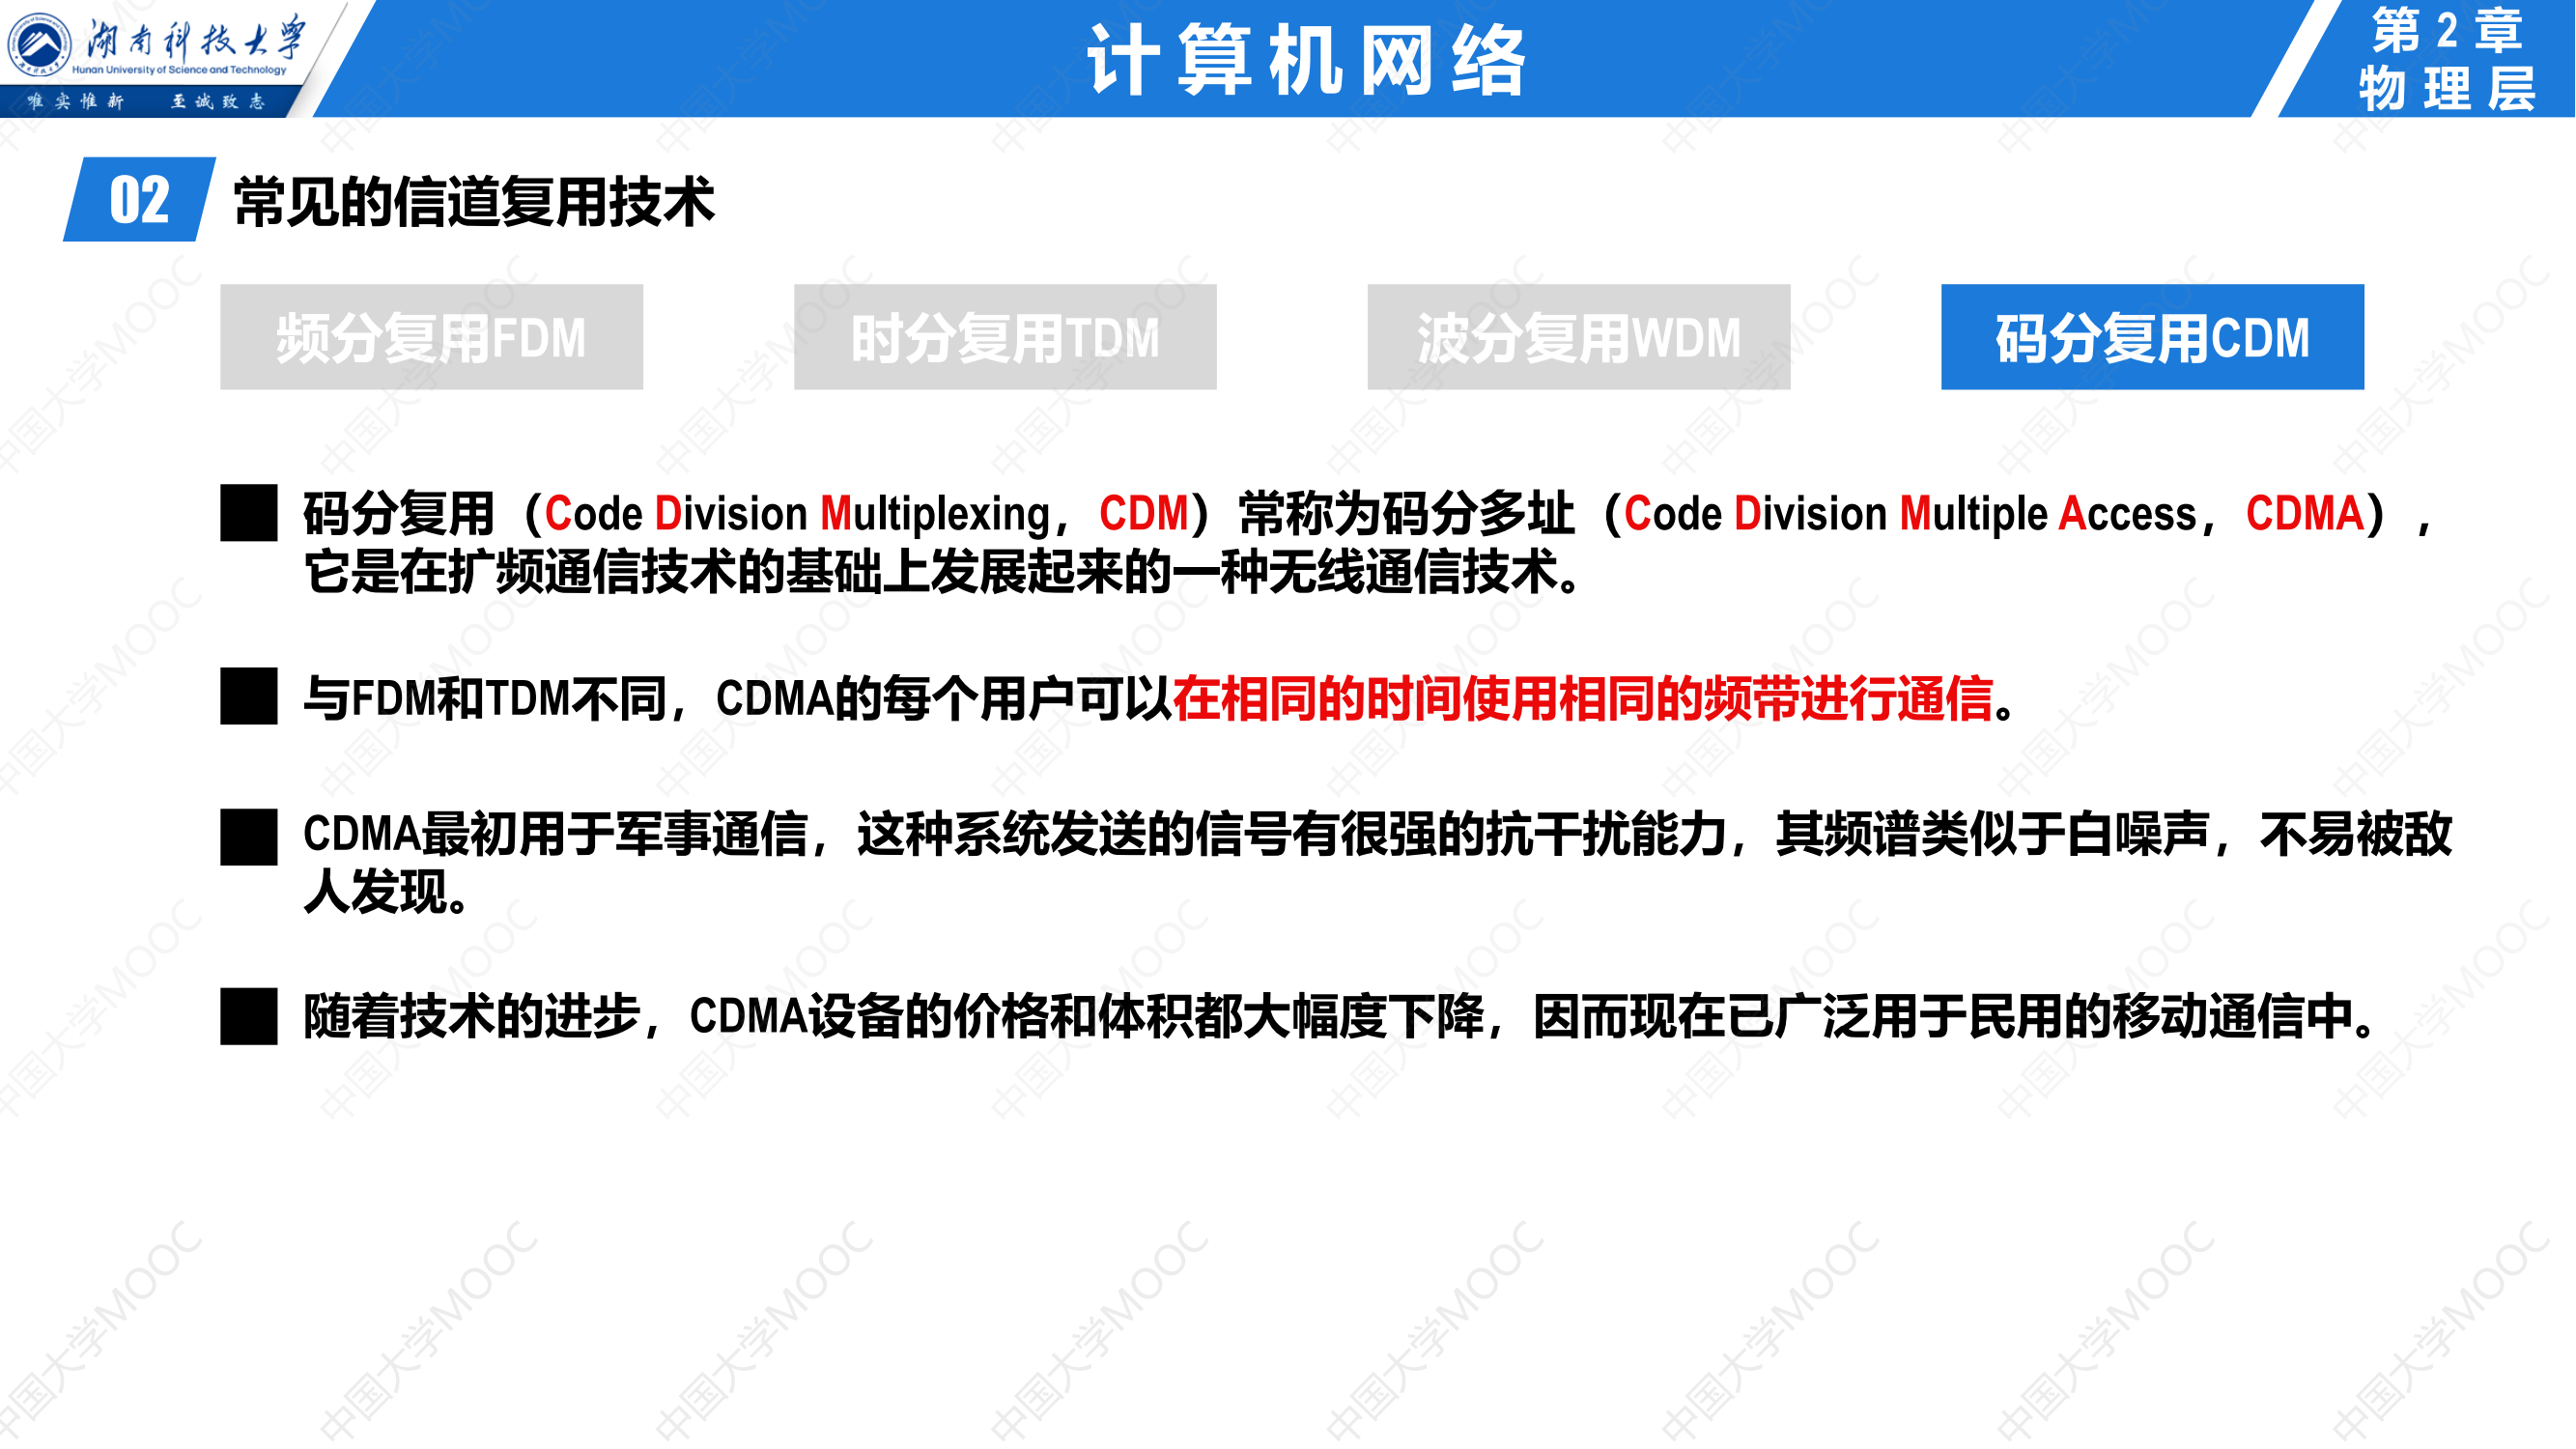 湖南科技大学
Hunan University of Science and Technology
唯实惟新 至诚致志
计算机网络
第2章
物理层
02 常见的信道复用技术
频分复用FDM 时分复用TDM 波分复用WDM 码分复用CDM
码分复用（Code Division Multiplexing，CDM）常称为码分多址（Code Division Multiple Access，CDMA），
它是在扩频通信技术的基础上发展起来的一种无线通信技术。
与FDM和TDM不同，CDMA的每个用户可以在相同的时间使用相同的频带进行通信。
CDMA最初用于军事通信，这种系统发送的信号有很强的抗干扰能力，其频谱类似于白噪声，不易被敌
人发现。
随着技术的进步，CDMA设备的价格和体积都大幅度下降，因而现在已广泛用于民用的移动通信中。
中国大学MOOC